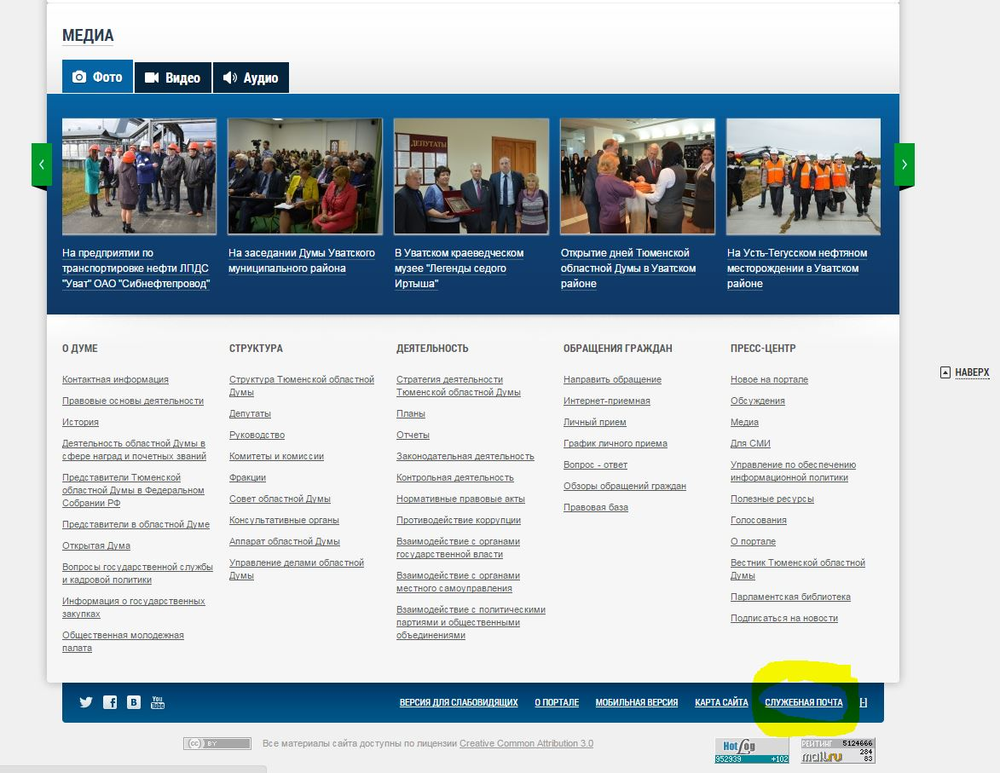 МЕДИА
Фото
Видео
Аудио
ДЕПУТАТЫ
На предприятии по
транспортировке нефти ЛПДС
"Уват" ОАО "Сибнефтепровод"
На заседании Думы Уватского
муниципального района
В Уватском краеведческом
музее "Легенды седого
Иртыша"
Открытие дней Тюменской
областной Думы в Уватском
районе
На Усть-Тегусском нефтяном
месторождении в Уватском
районе
НАВЕРХ
О ДУМЕ
Контактная информация
Правовые основы деятельности
История
Деятельность областной Думы в
сфере наград и почетных званий
Представители Тюменской
областной Думы в Федеральном
Собрании РФ
Представители в областной Думе
Открытая Дума
Вопросы государственной службы
и кадровой политики
Информация о государственных
закупках
Общественная молодежная
палата
СТРУКТУРА
Структура Тюменской областной
Думы
Депутаты
Руководство
Комитеты и комиссии
Фракции
Совет областной Думы
Консультативные органы
Аппарат областной Думы
Управление делами областной
Думы
ДЕЯТЕЛЬНОСТЬ
Стратегия деятельности
Тюменской областной Думы
Планы
Отчеты
Законодательная деятельность
Контрольная деятельность
Нормативные правовые акты
Противодействие коррупции
Взаимодействие с органами
государственной власти
Взаимодействие с органами
местного самоуправления
Взаимодействие с политическими
партиями и общественными
объединениями
ОБРАЩЕНИЯ ГРАЖДАН
Направить обращение
Интернет-приемная
Личный прием
График личного приема
Вопрос - ответ
Обзоры обращений граждан
Правовая база
ПРЕСС-ЦЕНТР
Новое на портале
Обсуждения
Медиа
Для СМИ
Управление по обеспечению
информационной политики
Полезные ресурсы
Голосования
О портале
Вестник Тюменской областной
Думы
Парламентская библиотека
Подписаться на новости
You
Tube
ВЕРСИЯ ДЛЯ СЛАБОВИДЯЩИХ
О ПОРТАЛЕ
МОБИЛЬНАЯ ВЕРСИЯ
КАРТА САЙТА
СЛУЖЕБНАЯ ПОЧТА
[-]
(cc) BY
Все материалы сайта доступны по лицензии Creative Common Attribution 3.0
HotLog
952939 +102
РЕЙТИНГ 5124666
mail.ru 284
83